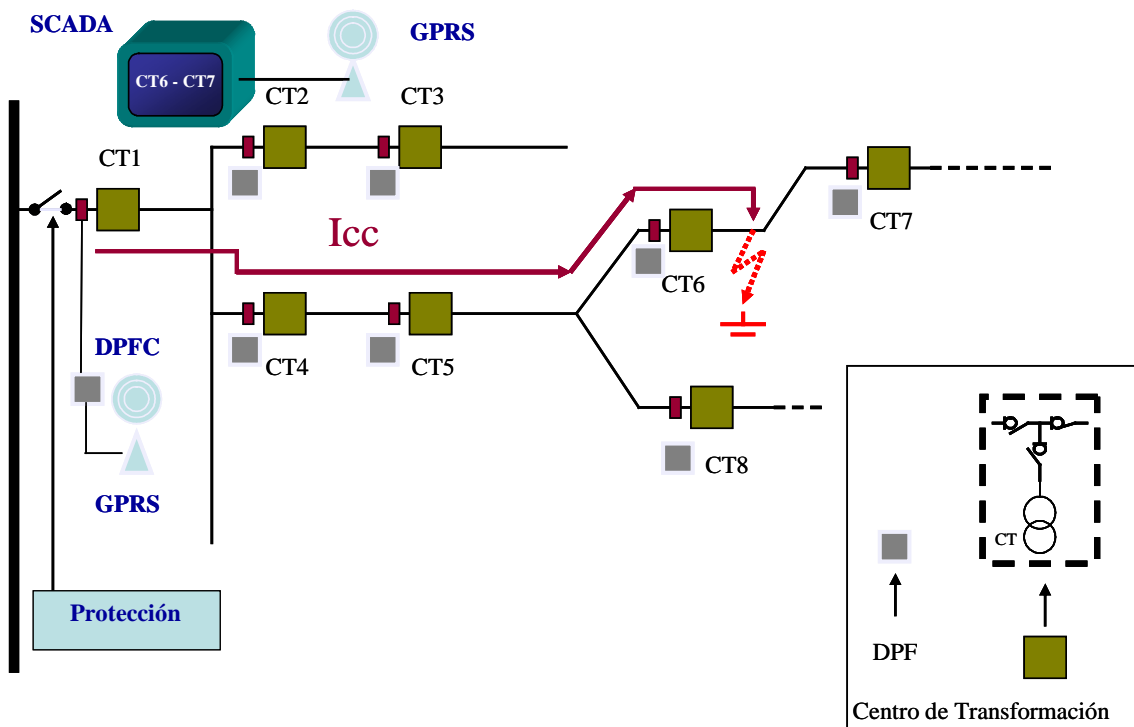 SCADA
GPRS
CT6 - CT7
CT2
CT3
CT1
CT7
Icc
CT6
DPFC
CT4
CT5
CT8
GPRS
CT
Protección
DPF
Centro de Transformación